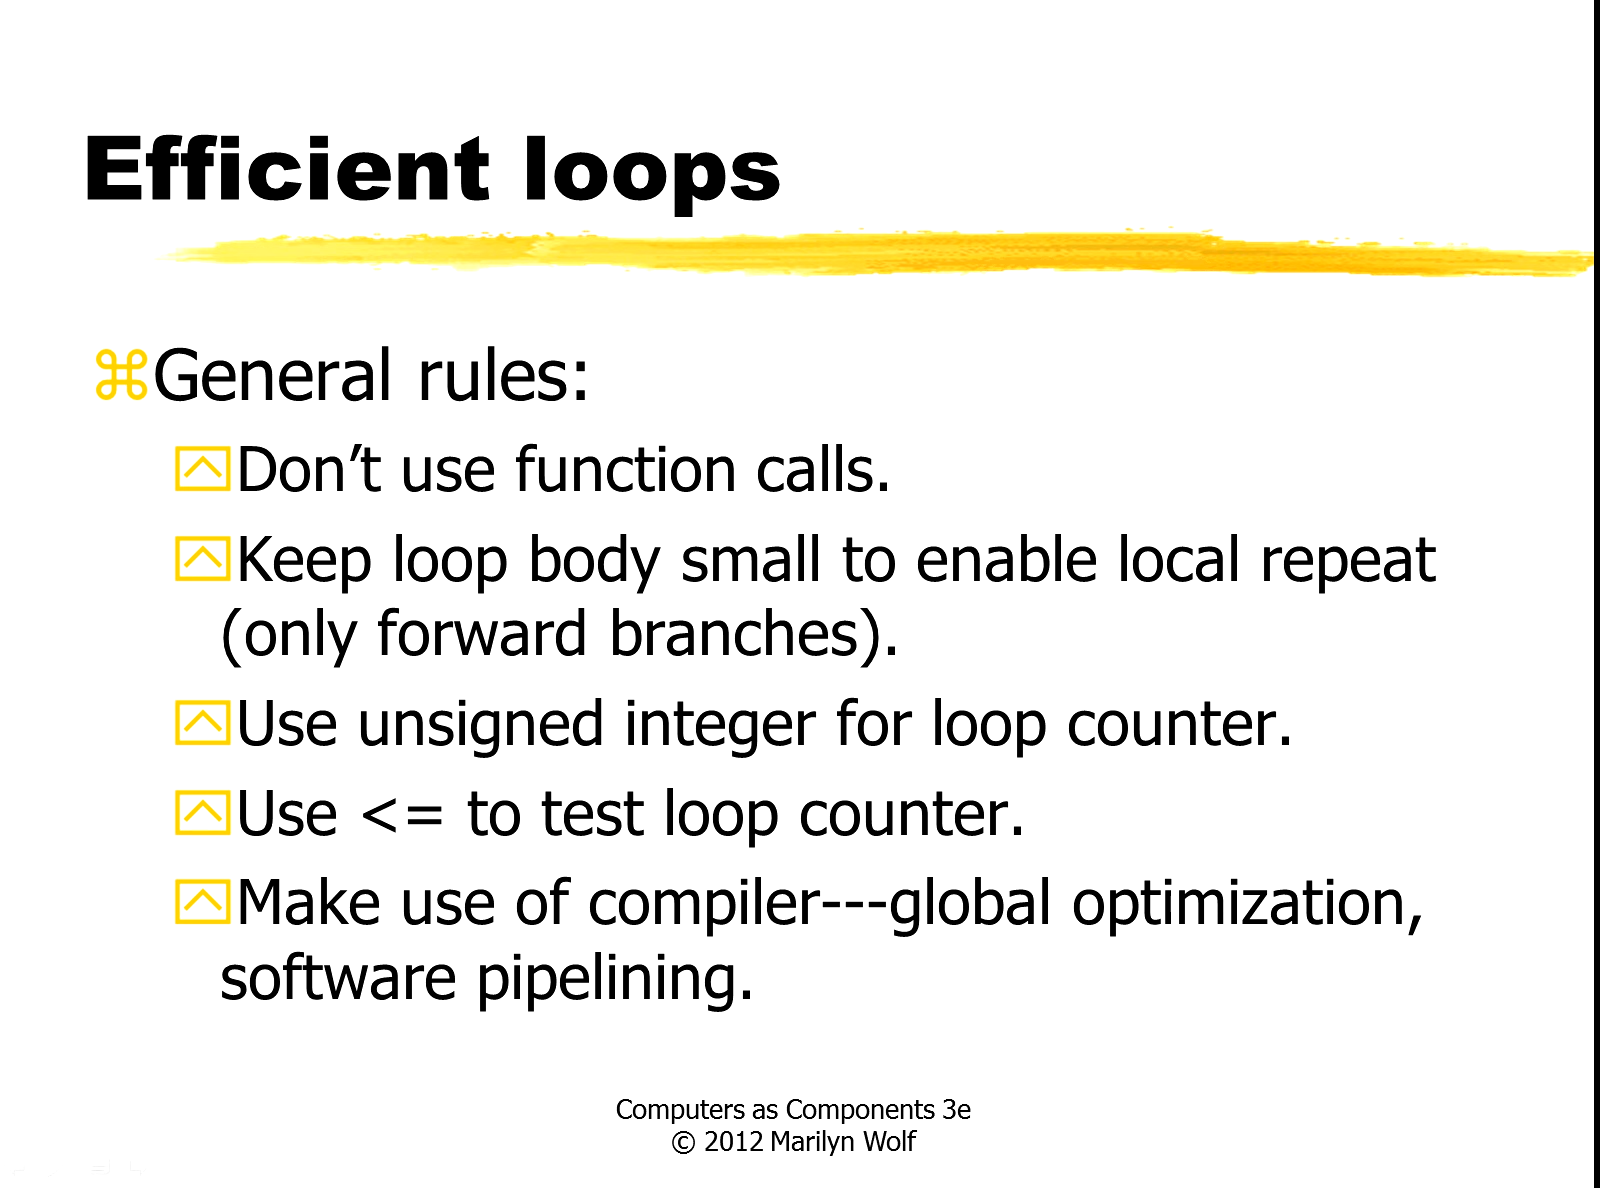 Efficient loops
General rules:
Don’t use function calls.
Keep loop body small to enable local repeat
(only forward branches).
Use unsigned integer for loop counter.
Use <= to test loop counter.
Make use of compiler---global optimization,
software pipelining.
Computers as Components 3e
© 2012 Marilyn Wolf